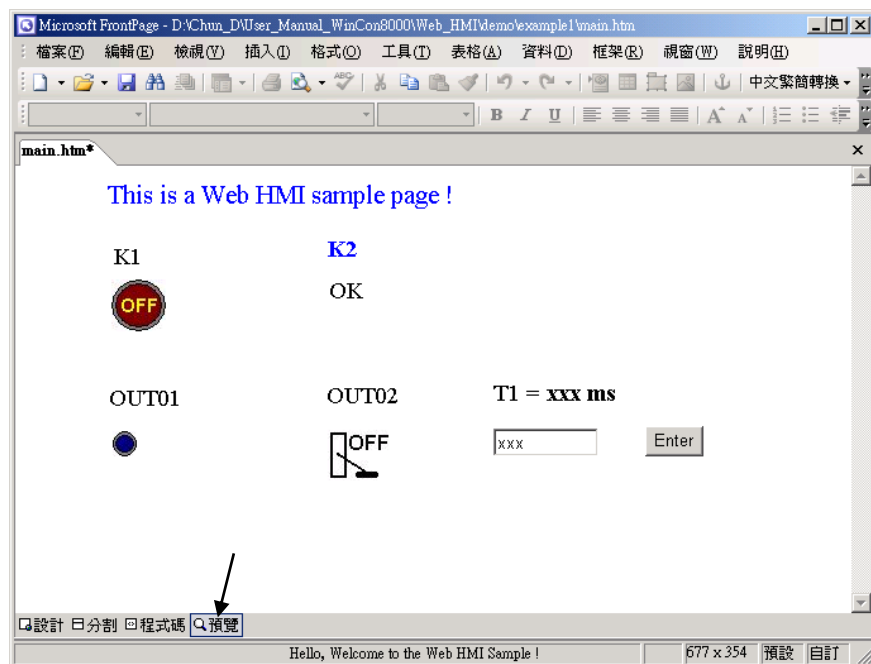 Microsoft FrontPage - D:\Chun_D\User_Manual_WinCon8000\Web_HMI\demo\example1\main.htm
檔案(F) 編輯(E) 檢視(V) 插入(I) 格式(O) 工具(T) 表格(A) 資料(D) 框架(R) 視窗(W) 說明(H)
ABC 中文繁簡轉換
B I U A A
main.htm*
This is a Web HMI sample page !
K1 K2
OFF OK
OUT01 OUT02 T1 = xxx ms
OFF xxx Enter
設計 分割 程式碼 預覽
Hello, Welcome to the Web HMI Sample ! 677 x 354 預設 自訂